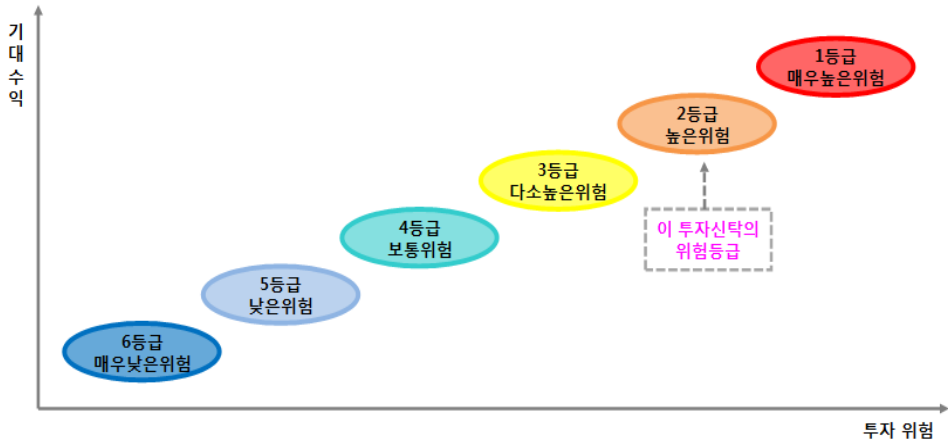 기대수익
1등급
매우높은위험
2등급
높은위험
3등급
다소높은위험
이 투자신탁의
위험등급
4등급
보통위험
5등급
낮은위험
6등급
매우낮은위험
투자 위험